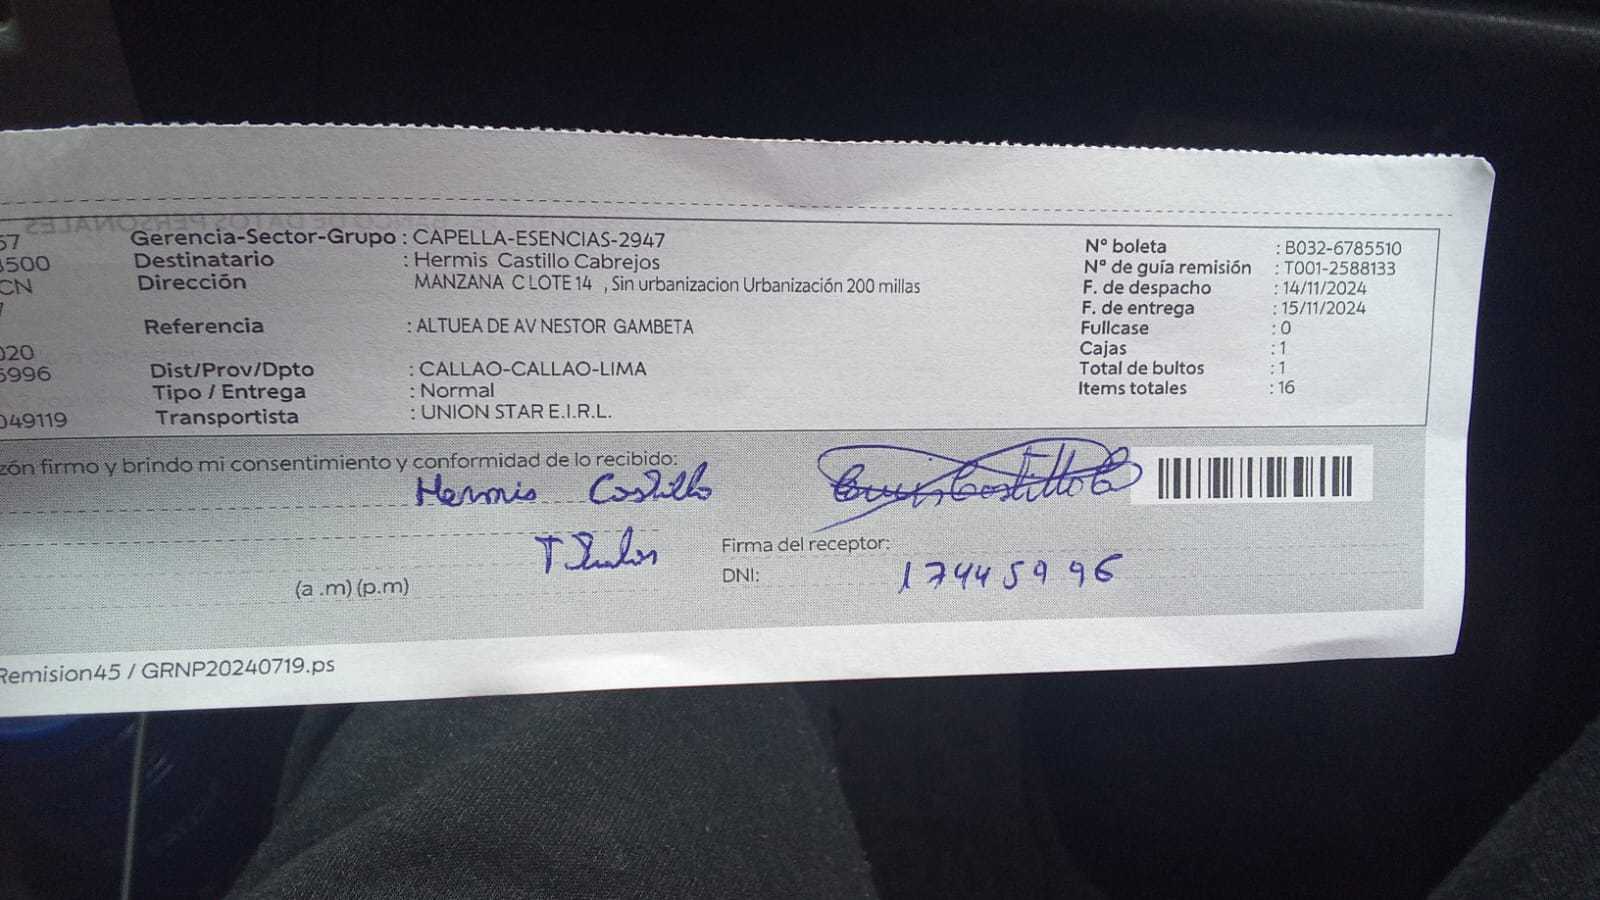 57
3500
CN
7
020
5996
049119
Gerencia-Sector-Grupo : CAPELLA-ESENCIAS-2947
Destinatario : Hermis Castillo Cabrejos
Dirección MANZANA C LOTE 14 , Sin urbanizacion Urbanización 200 millas
Referencia : ALTUEA DE AV NESTOR GAMBETA
Dist/Prov/Dpto : CALLAO-CALLAO-LIMA
Tipo / Entrega : Normal
Transportista : UNION STAR E.I.R.L.
N° boleta : B032-6785510
N° de guía remisión : T001-2588133
F. de despacho : 14/11/2024
F. de entrega : 15/11/2024
Fullcase : 0
Cajas : 1
Total de bultos : 1
Items totales : 16
zón firmo y brindo mi consentimiento y conformidad de lo recibido:
Hermis Castillo
Firma del receptor:
DNI: 17445996
(a .m) (p.m)
Remision45 / GRNP20240719.ps